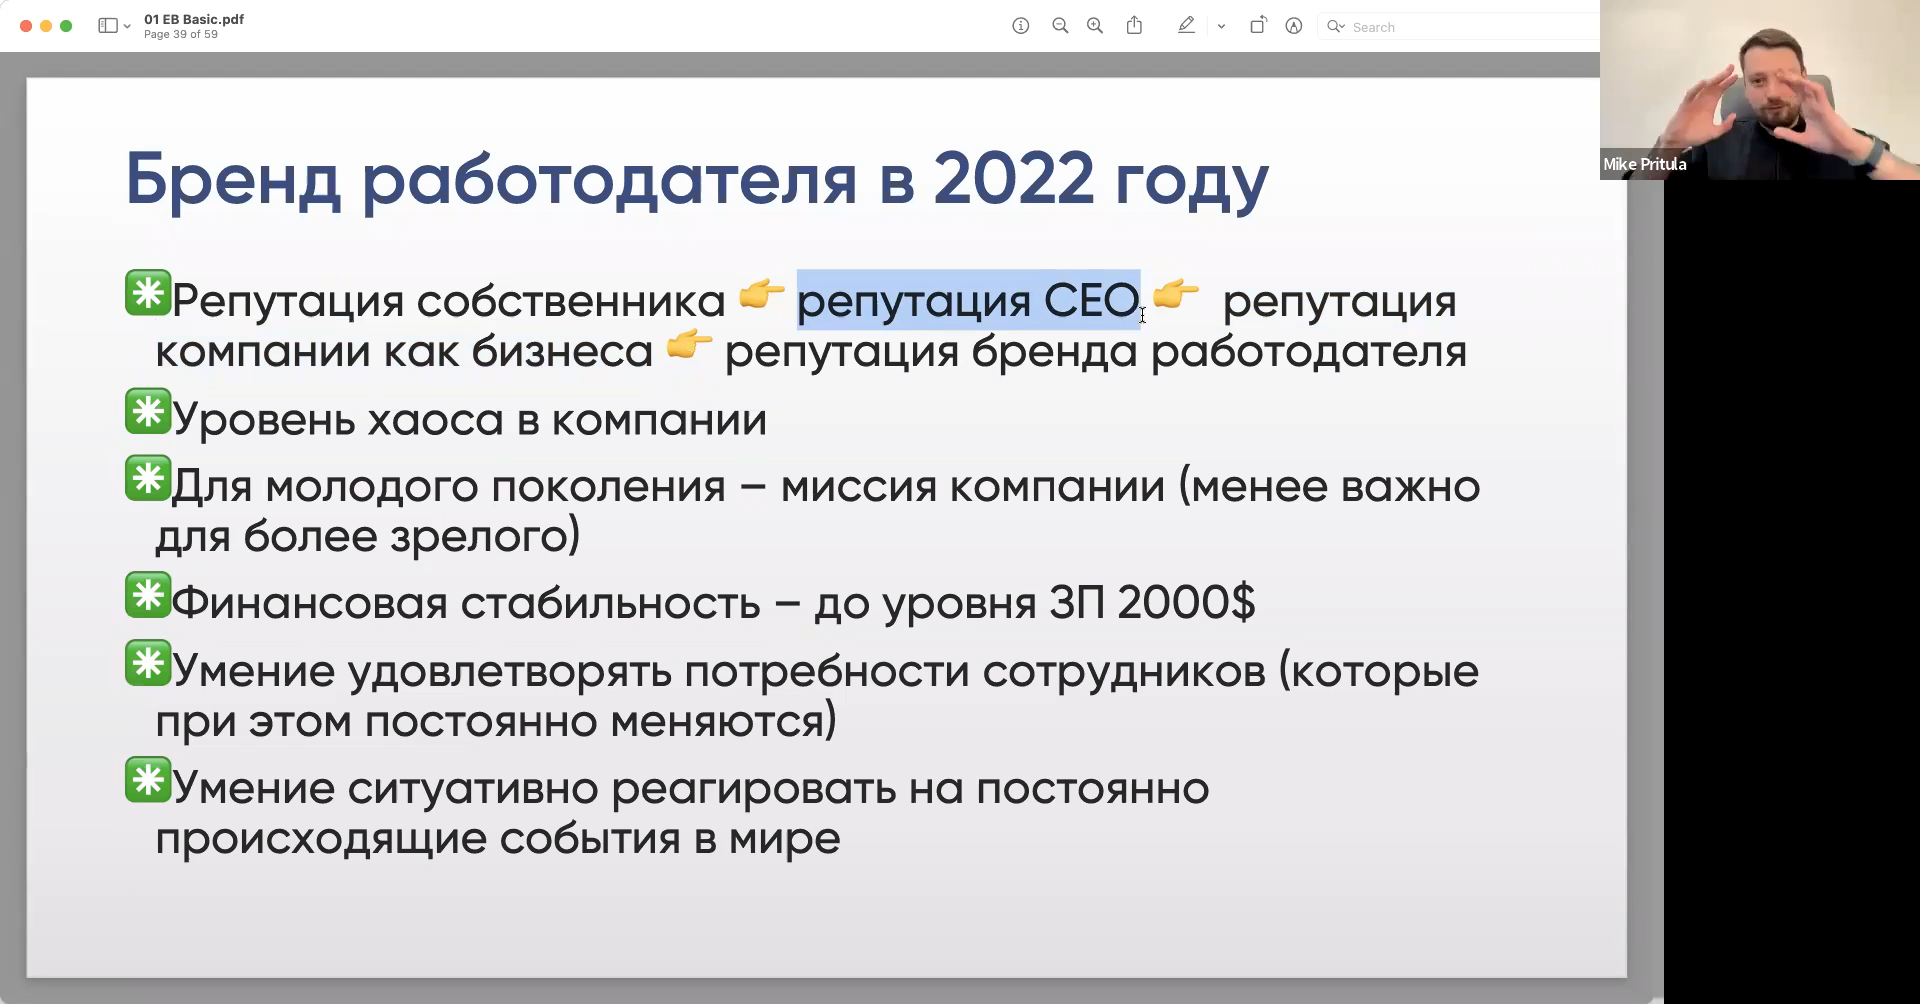 01 EB Basic.pdf
Page 39 of 59
Search
Mike Pritula
Бренд работодателя в 2022 году
✳️Репутация собственника 👉 репутация CEO 👉 репутация
компании как бизнеса 👉 репутация бренда работодателя
✳️Уровень хаоса в компании
✳️Для молодого поколения – миссия компании (менее важно
для более зрелого)
✳️Финансовая стабильность – до уровня ЗП 2000$
✳️Умение удовлетворять потребности сотрудников (которые
при этом постоянно меняются)
✳️Умение ситуативно реагировать на постоянно
происходящие события в мире